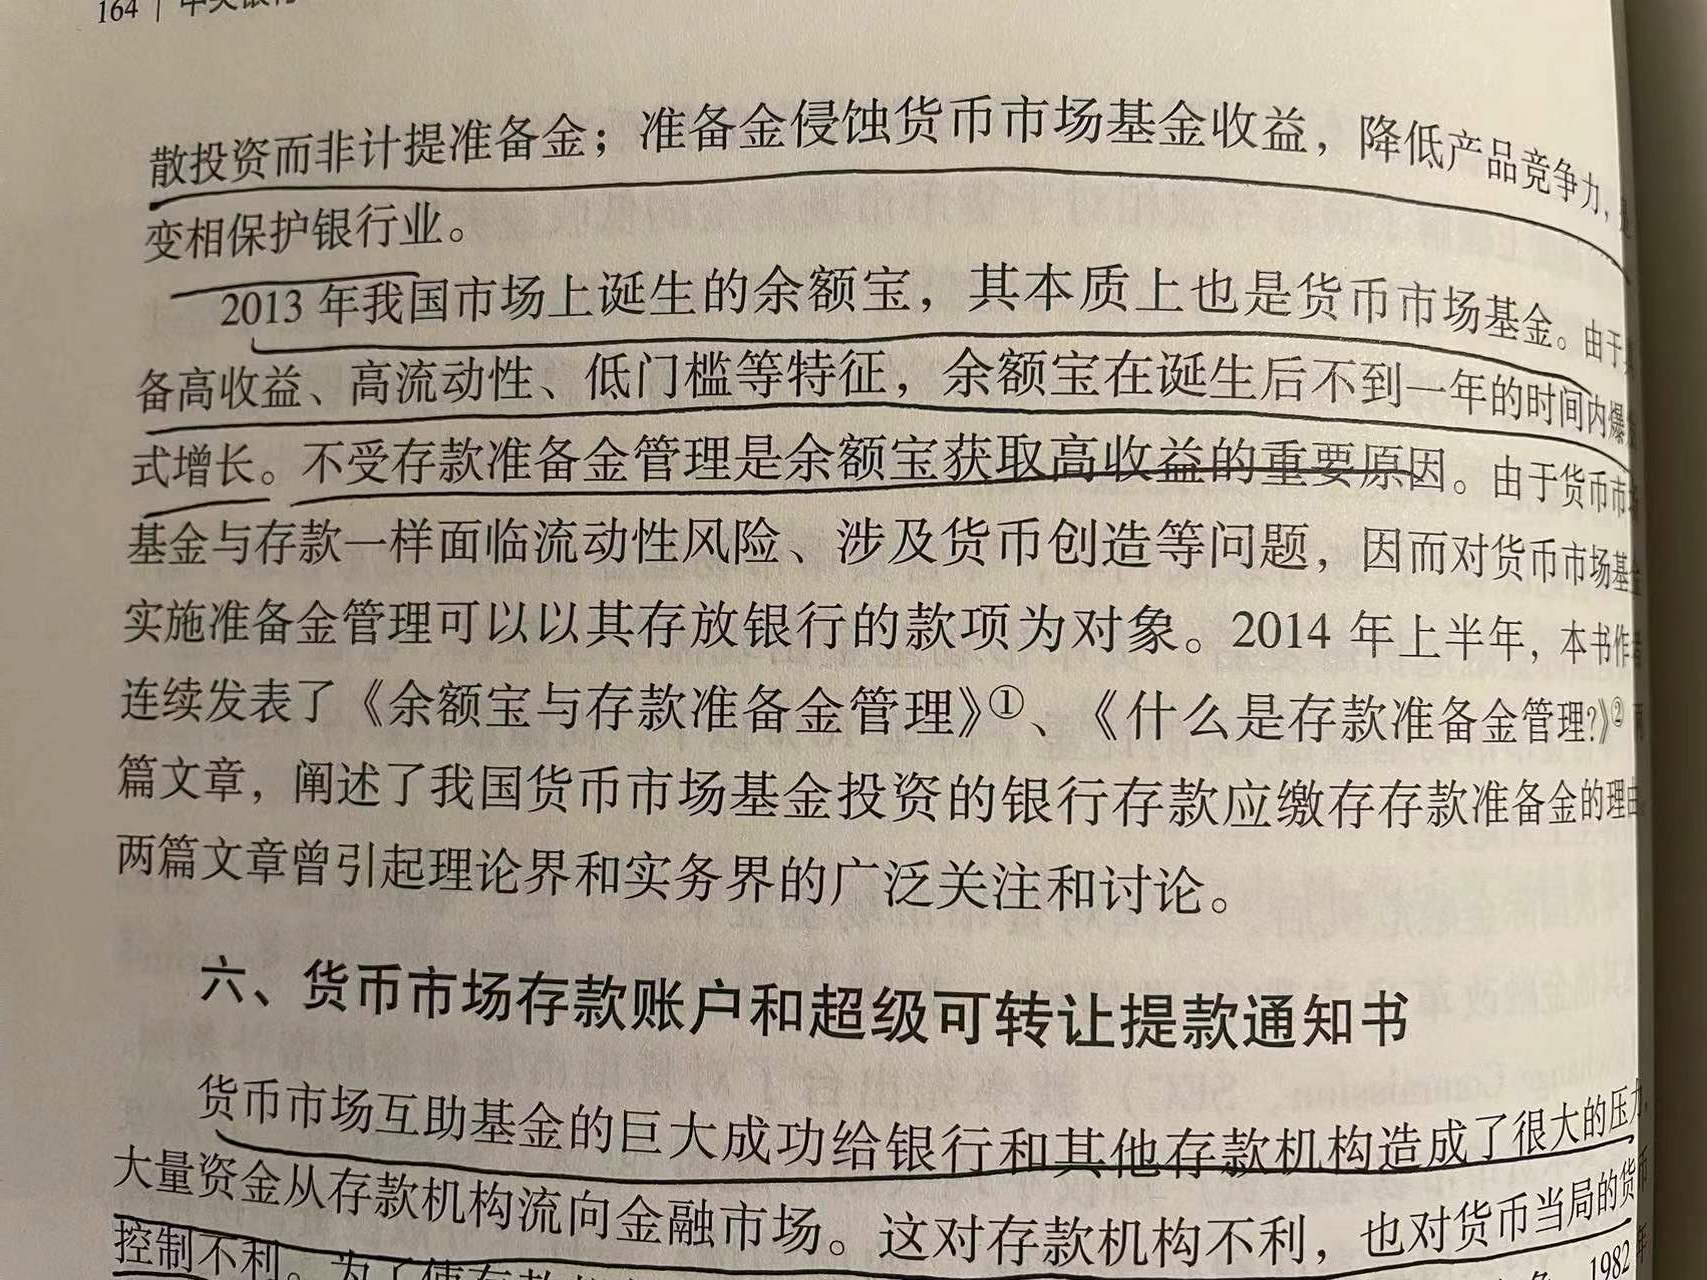 164 | 中央银行
散投资而非计提准备金；准备金侵蚀货币市场基金收益，降低产品竞争力，
变相保护银行业。
2013 年我国市场上诞生的余额宝，其本质上也是货币市场基金。由于
备高收益、高流动性、低门槛等特征，余额宝在诞生后不到一年的时间内爆
式增长。不受存款准备金管理是余额宝获取高收益的重要原因。由于货币市场
基金与存款一样面临流动性风险、涉及货币创造等问题，因而对货币市场基金
实施准备金管理可以以其存放银行的款项为对象。2014 年上半年，本书作者
连续发表了《余额宝与存款准备金管理》①、《什么是存款准备金管理?》②两
篇文章，阐述了我国货币市场基金投资的银行存款应缴存存款准备金的理由
两篇文章曾引起理论界和实务界的广泛关注和讨论。
六、货币市场存款账户和超级可转让提款通知书
货币市场互助基金的巨大成功给银行和其他存款机构造成了很大的压力，
大量资金从存款机构流向金融市场。这对存款机构不利，也对货币当局的货币
控制不利。为了使存款 1982 年